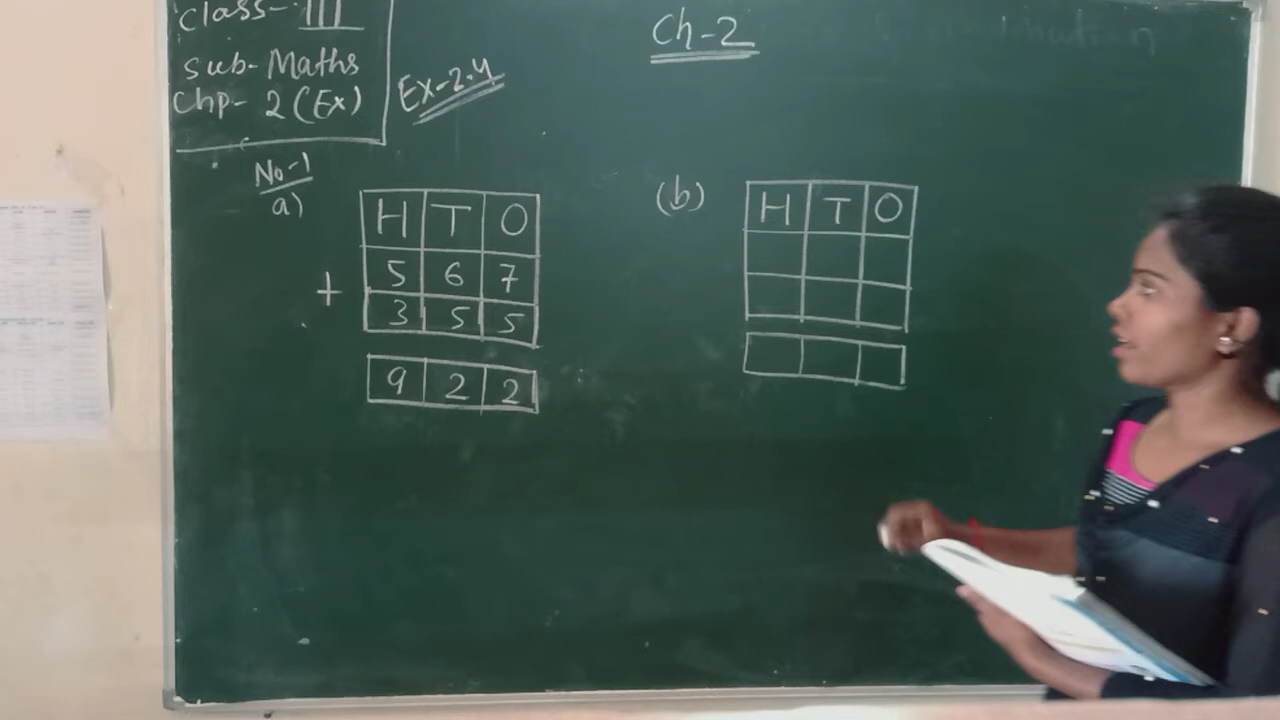 Class-III
Sub-Maths
Chp-2(Ex)
Ch-2
Ex-2.4
No-1
a)
H T O
5 6 7
+ 3 5 5
9 2 2
(b)
H T O